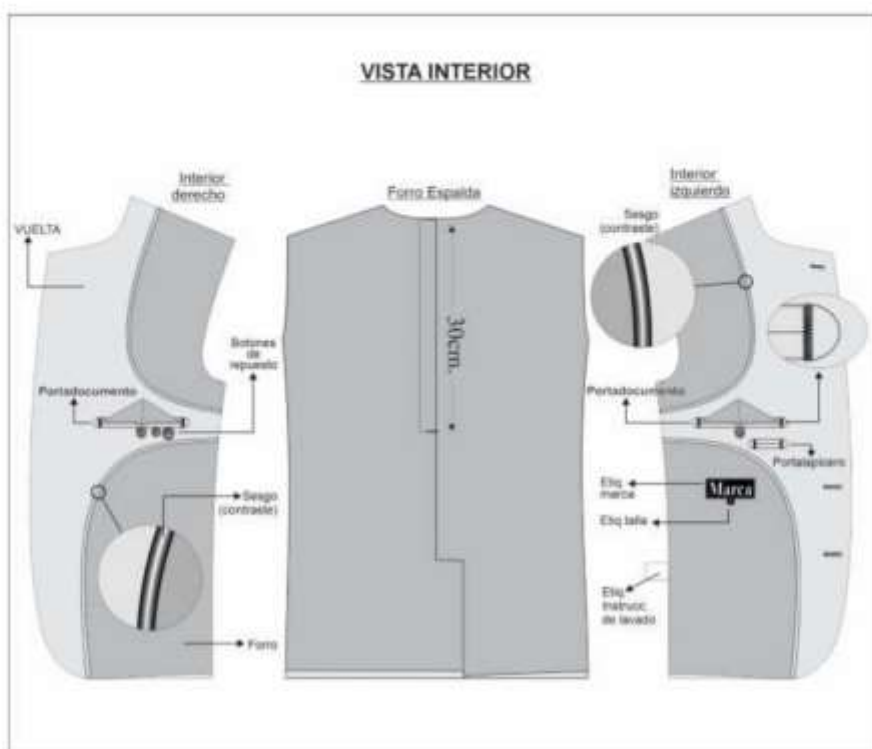 VISTA INTERIOR
Interior
derecho
VUELTA
Forro Espalda
Interior
izquierdo
Sesgo
(contraste)
30cm.
Botones
de
repuesto
Portadocumento
Portadocumento
Portalapicero
Sesgo
(contraste)
Etiq
marca
Marca
Etiq talla
Etiq
Instrucc
de lavado
Forro